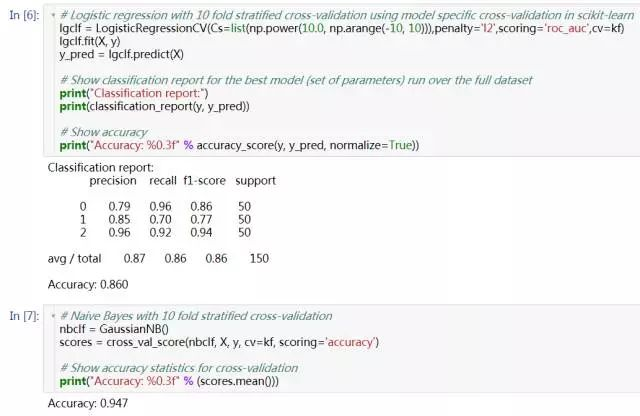 In [6]: # Logistic regression with 10 fold stratified cross-validation using model specific cross-validation in scikit-learn
lgclf = LogisticRegressionCV(Cs=list(np.power(10.0, np.arange(-10, 10))),penalty='l2',scoring='roc_auc',cv=kf)
lgclf.fit(X, y)
y_pred = lgclf.predict(X)
# Show classification report for the best model (set of parameters) run over the full dataset
print("Classification report:")
print(classification_report(y, y_pred))
# Show accuracy
print("Accuracy: %0.3f" % accuracy_score(y, y_pred, normalize=True))
Classification report:
precision recall f1-score support
0 0.79 0.96 0.86 50
1 0.85 0.70 0.77 50
2 0.96 0.92 0.94 50
avg / total 0.87 0.86 0.86 150
Accuracy: 0.860
In [7]: # Naive Bayes with 10 fold stratified cross-validation
nbclf = GaussianNB()
scores = cross_val_score(nbclf, X, y, cv=kf, scoring='accuracy')
# Show accuracy statistics for cross-validation
print("Accuracy: %0.3f" % (scores.mean()))
Accuracy: 0.947